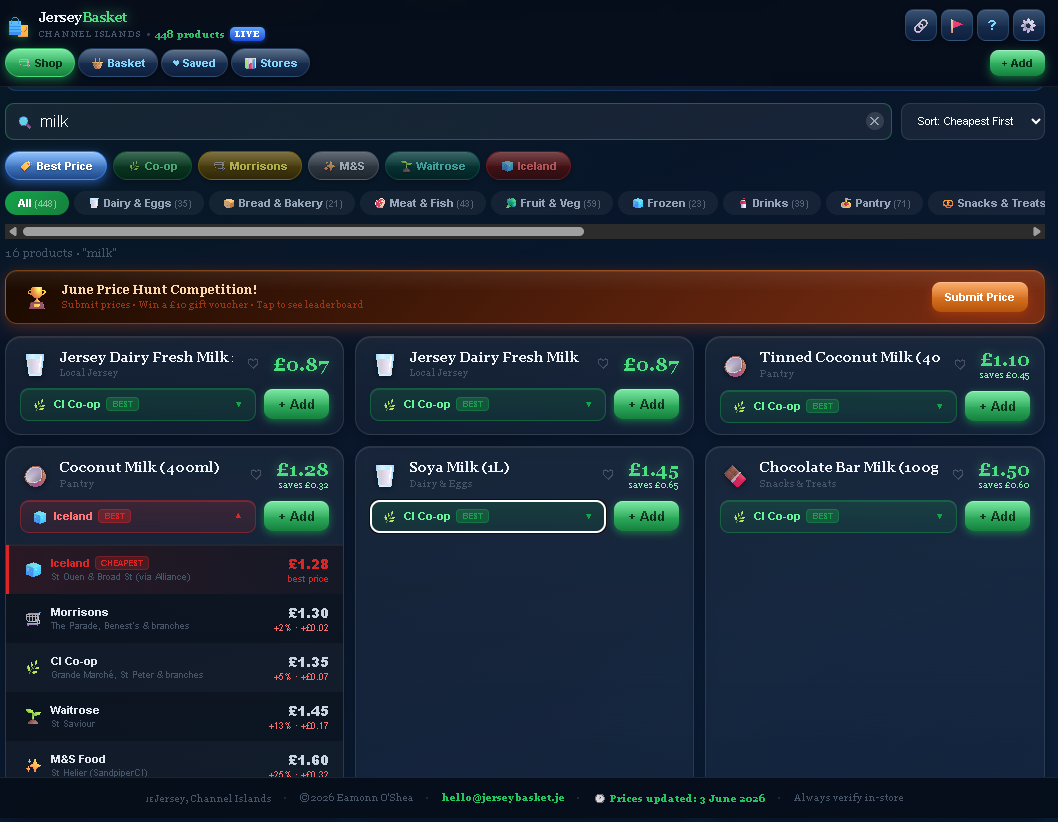 JerseyBasket
CHANNEL ISLANDS • 448 products LIVE
Shop Basket Saved Stores
? + Add
milk
Sort: Cheapest First
Best Price Co-op Morrisons M&S Waitrose Iceland
All (448) Dairy & Eggs (35) Bread & Bakery (21) Meat & Fish (43) Fruit & Veg (59) Frozen (23) Drinks (39) Pantry (71) Snacks & Treats
16 products • "milk"
June Price Hunt Competition!
Submit prices • Win a £10 gift voucher • Tap to see leaderboard
Submit Price
Jersey Dairy Fresh Milk
Local Jersey
£0.87
CI Co-op BEST
+ Add
Jersey Dairy Fresh Milk
Local Jersey
£0.87
CI Co-op BEST
+ Add
Tinned Coconut Milk (40
Pantry
£1.10
saves £0.45
CI Co-op BEST
+ Add
Coconut Milk (400ml)
Pantry
£1.28
saves £0.32
Iceland BEST
+ Add
Iceland CHEAPEST
St Ouen & Broad St (via Alliance)
£1.28
best price
Morrisons
The Parade, Benest's & branches
£1.30
+2% · +£0.02
CI Co-op
Grande Marché, St Peter & branches
£1.35
+5% · +£0.07
Waitrose
St Saviour
£1.45
+13% · +£0.17
M&S Food
St Helier (SandpiperCI)
£1.60
+25% · +£0.32
Soya Milk (1L)
Dairy & Eggs
£1.45
saves £0.65
CI Co-op BEST
+ Add
Chocolate Bar Milk (100g
Snacks & Treats
£1.50
saves £0.60
CI Co-op BEST
+ Add
Jersey, Channel Islands · ©2026 Eamonn O'Shea · hello@jerseybasket.je · Prices updated: 3 June 2026 · Always verify in-store